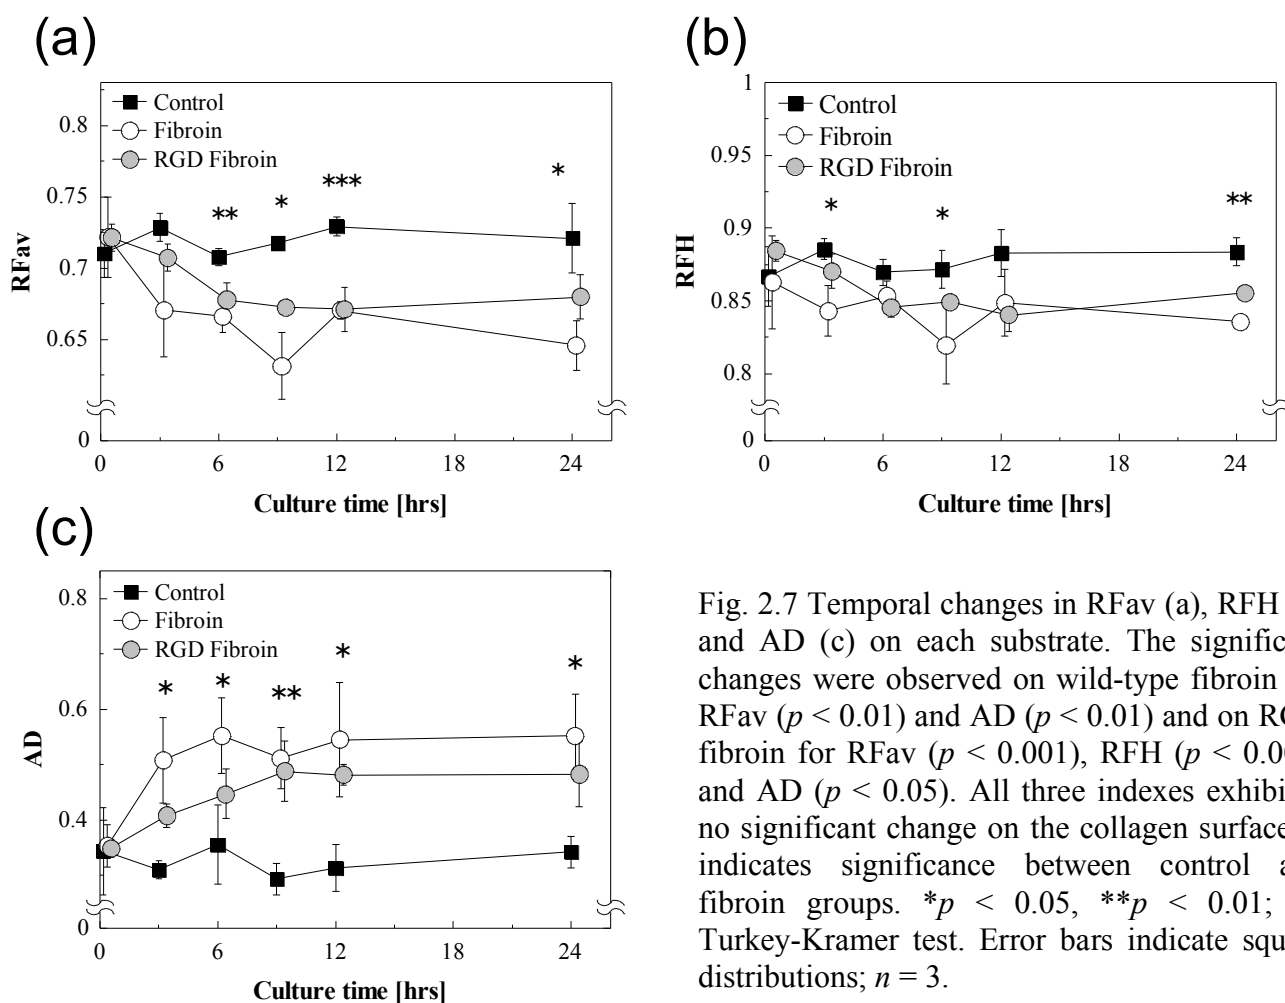 (a)
RFav
0.8
0.75
0.7
0.65
0
Control
Fibroin
RGD Fibroin
**
*
***
*
0 6 12 18 24
Culture time [hrs]
(b)
RFH
1
0.95
0.9
0.85
0.8
0
Control
Fibroin
RGD Fibroin
*
*
**
0 6 12 18 24
Culture time [hrs]
(c)
AD
0.8
0.6
0.4
0
Control
Fibroin
RGD Fibroin
*
*
**
*
*
0 6 12 18 24
Culture time [hrs]
Fig. 2.7 Temporal changes in RFav (a), RFH
and AD (c) on each substrate. The signific
changes were observed on wild-type fibroin
RFav (p < 0.01) and AD (p < 0.01) and on RG
fibroin for RFav (p < 0.001), RFH (p < 0.0
and AD (p < 0.05). All three indexes exhibi
no significant change on the collagen surface
indicates significance between control a
fibroin groups. *p < 0.05, **p < 0.01;
Turkey-Kramer test. Error bars indicate squ
distributions; n = 3.